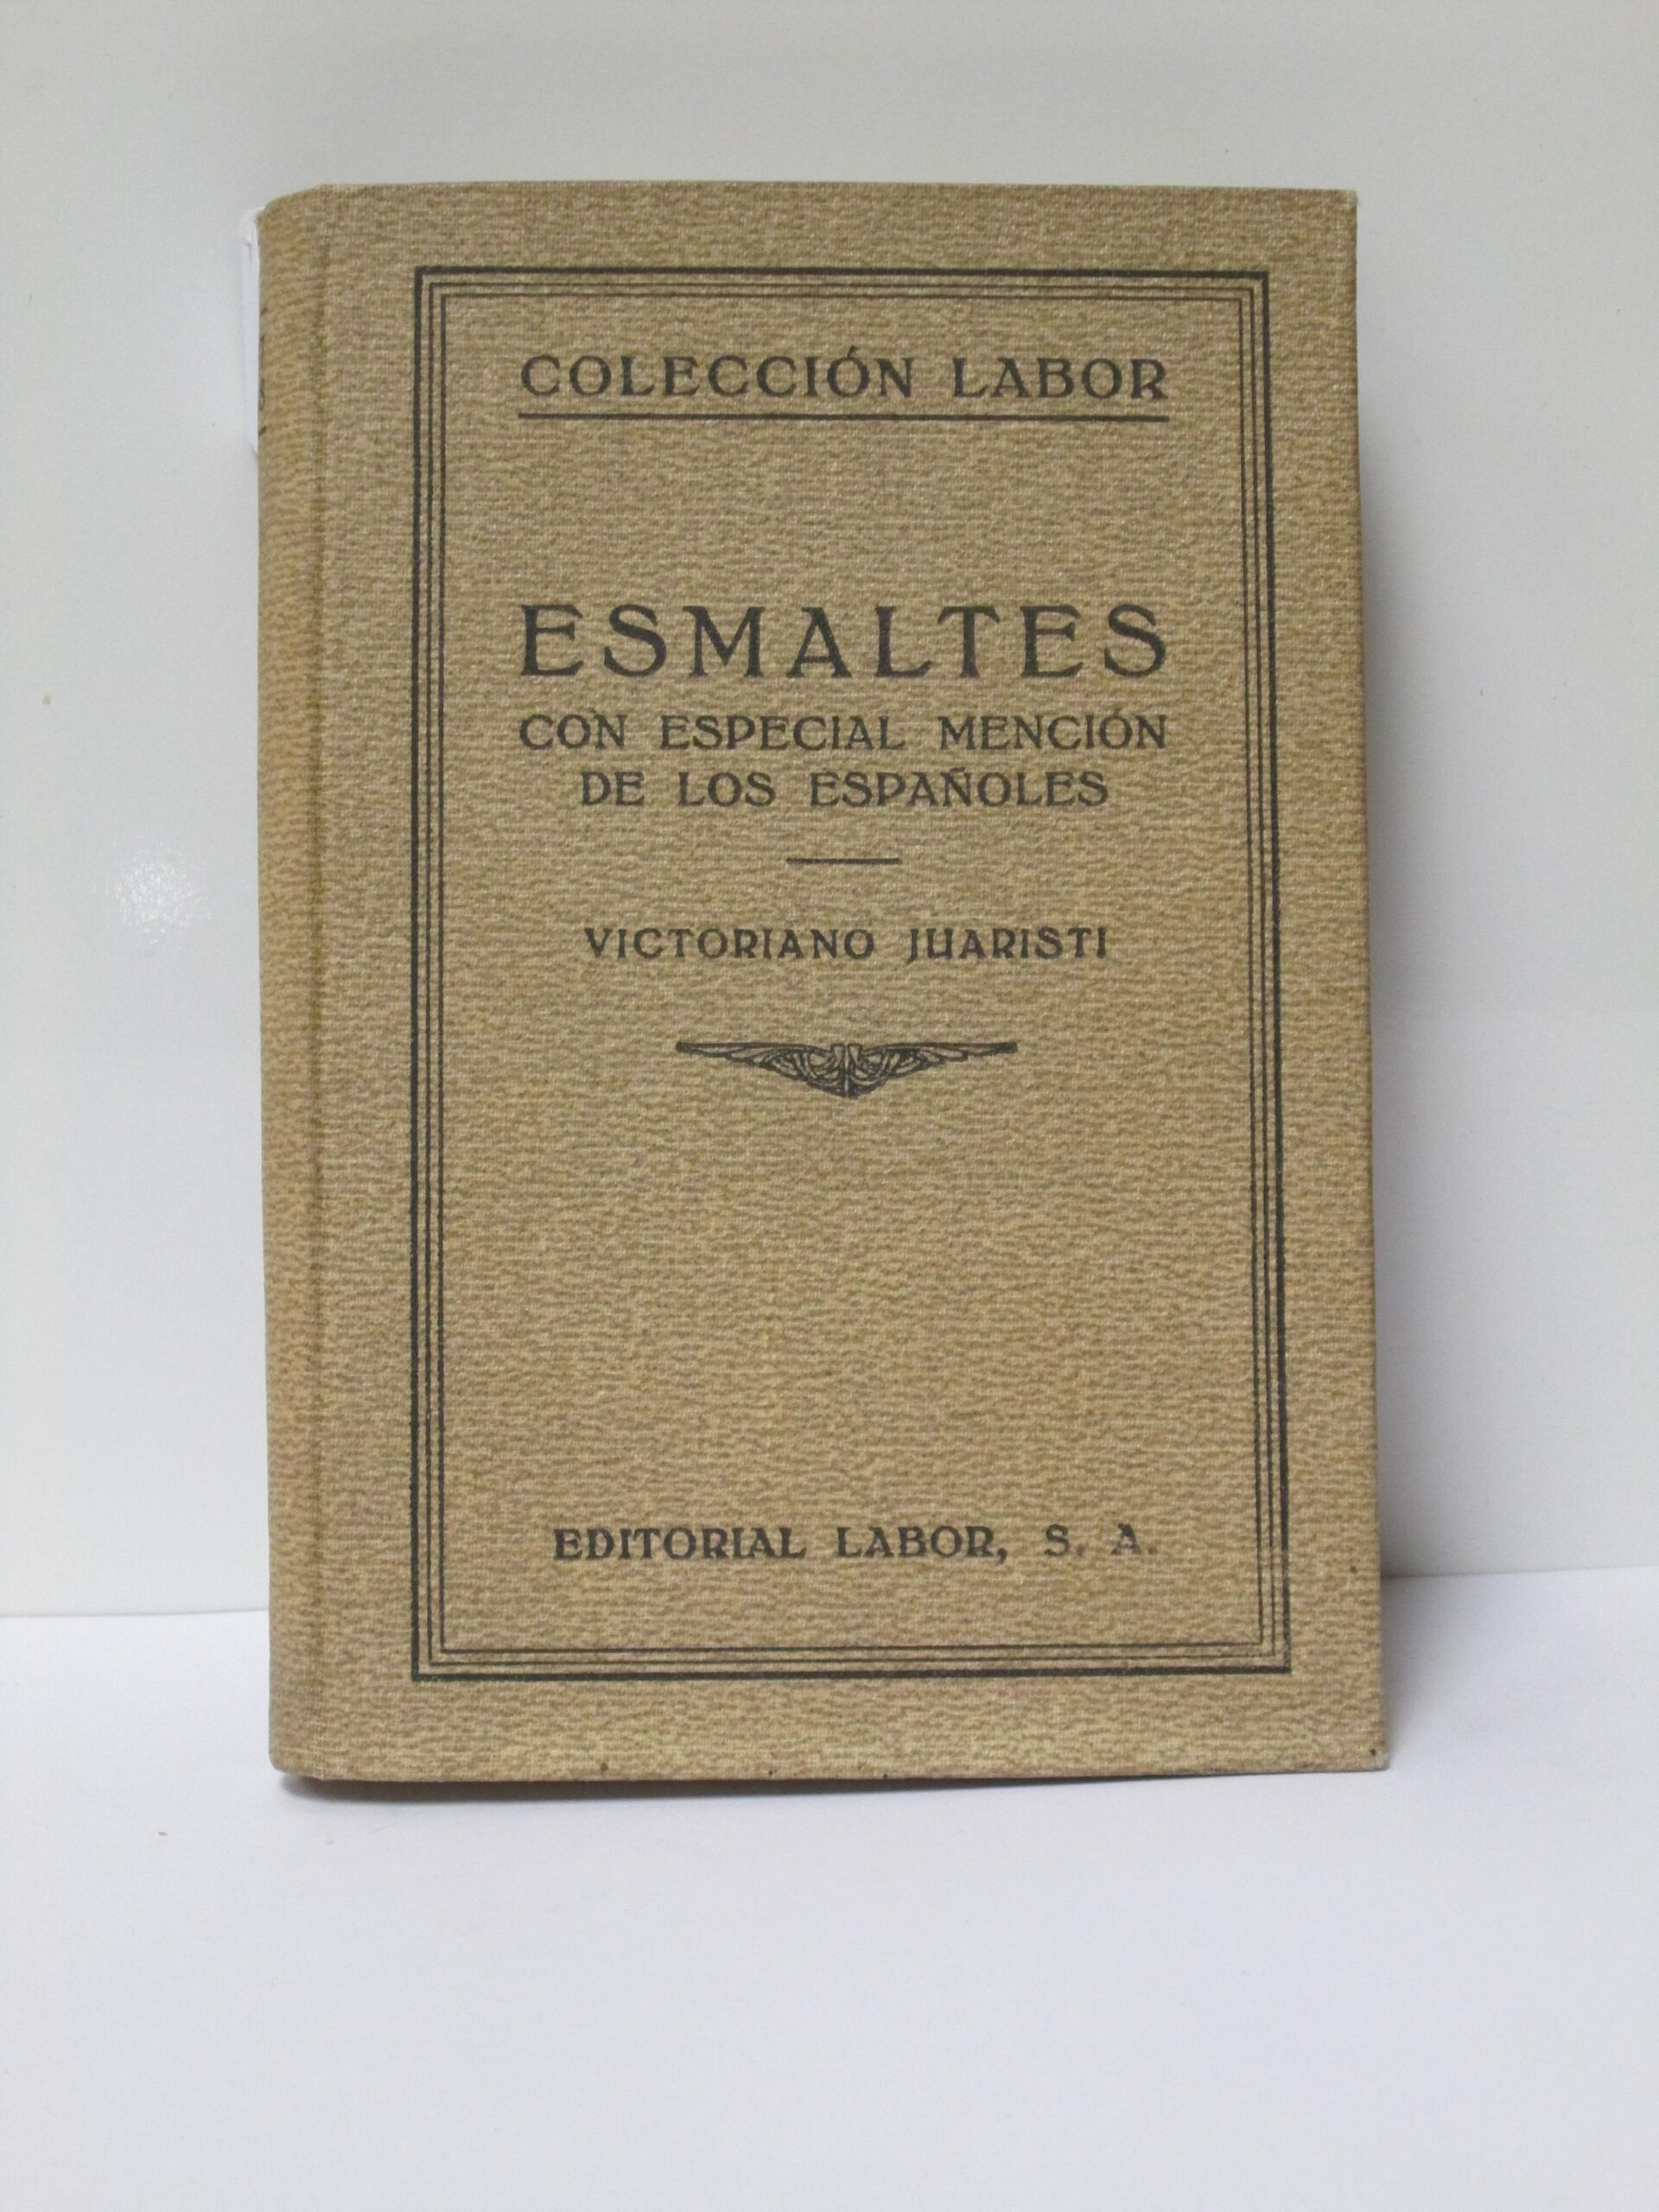 COLECCIÓN LABOR
ESMALTES
CON ESPECIAL MENCIÓN
DE LOS ESPAÑOLES
VICTORIANO JUARISTI
EDITORIAL LABOR, S. A.